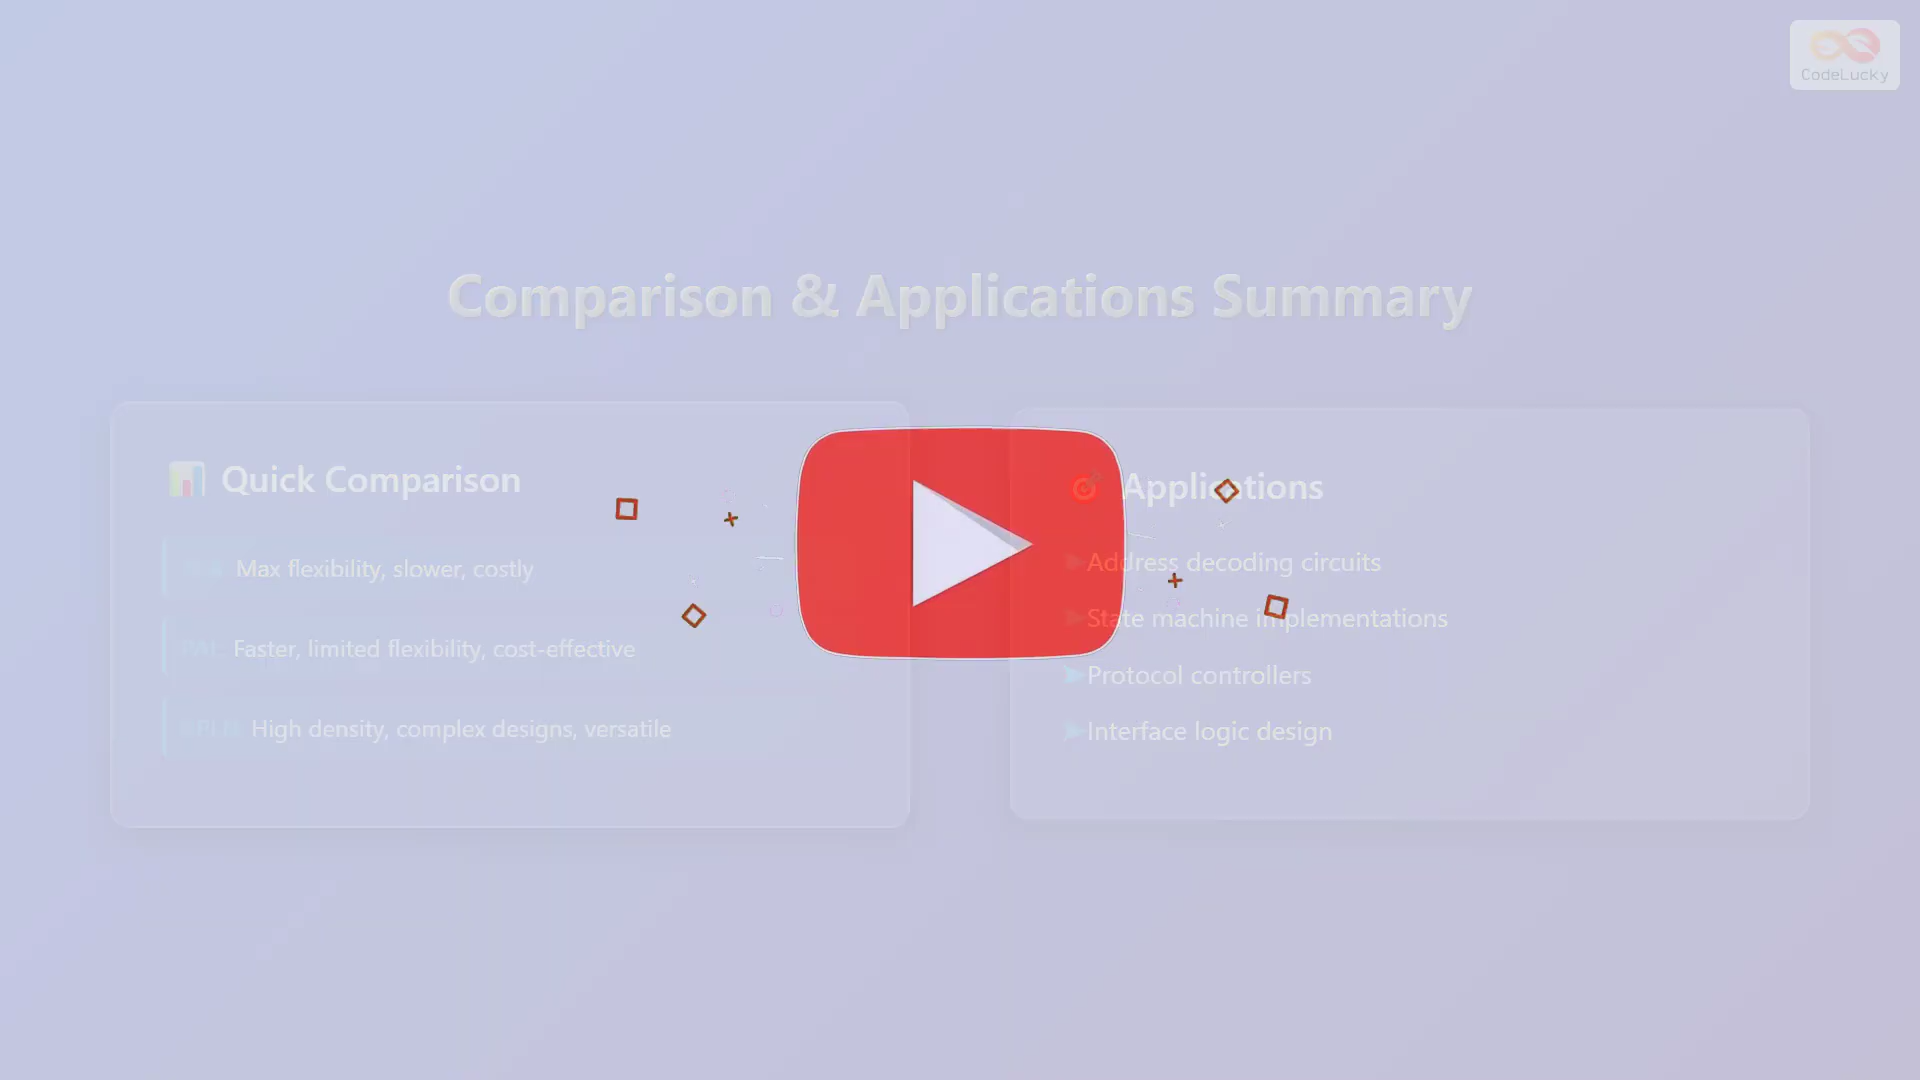 CodeLucky
Comparison & Applications Summary
Quick Comparison
Max flexibility, slower, costly
PAL: Faster, limited flexibility, cost-effective
High density, complex designs, versatile
Applications
Address decoding circuits
State machine implementations
Protocol controllers
Interface logic design